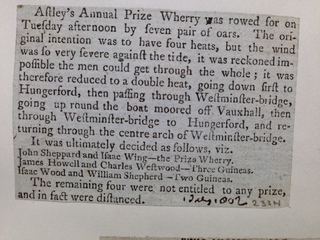 Astley's Annual Prize Wherry was rowed for on
Tuesday afternoon by seven pair of oars. The ori-
ginal intention was to have four heats, but the wind
was so very severe against the tide, it was reckoned im-
possible the men could get through the whole; it was
therefore reduced to a double heat, going down first to
Hungerford, then passing through Westminster-bridge,
going up round the boat moored off Vauxhall, then
through Westminster-bridge to Hungerford, and re-
turning through the centre arch of Westminster-bridge.
It was ultimately decided as follows, viz.
John Sheppard and Isaac Wing—the Prize Wherry.
James Howell and Charles Westwood—Three Guineas.
Isaac Wood and William Shepherd—Two Guineas.
The remaining four were not entitled to any prize,
and in fact were distanced.